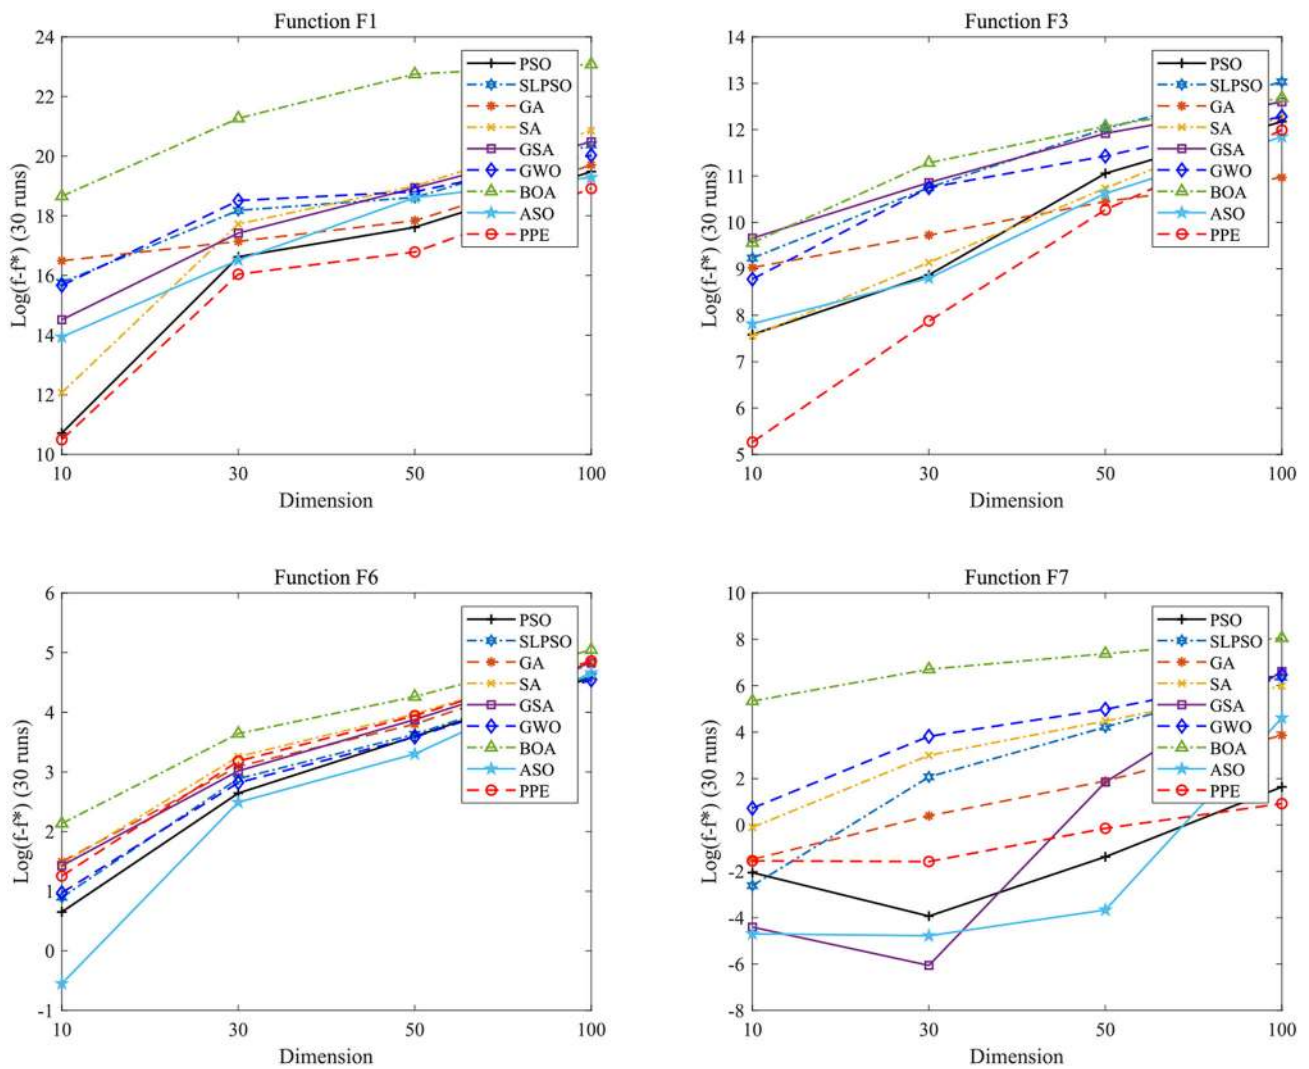 Function F1
24
22
20
18
16
14
12
10
Log(f-f*) (30 runs)
10
30
50
100
Dimension
PSO
SLPSO
GA
SA
GSA
GWO
BOA
ASO
PPE
Function F3
14
13
12
11
10
9
8
7
6
5
Log(f-f*) (30 runs)
10
30
50
100
Dimension
PSO
SLPSO
GA
SA
GSA
GWO
BOA
ASO
PPE
Function F6
6
5
4
3
2
1
0
-1
Log(f-f*) (30 runs)
10
30
50
100
Dimension
PSO
SLPSO
GA
SA
GSA
GWO
BOA
ASO
PPE
Function F7
10
8
6
4
2
0
-2
-4
-6
-8
Log(f-f*) (30 runs)
10
30
50
100
Dimension
PSO
SLPSO
GA
SA
GSA
GWO
BOA
ASO
PPE